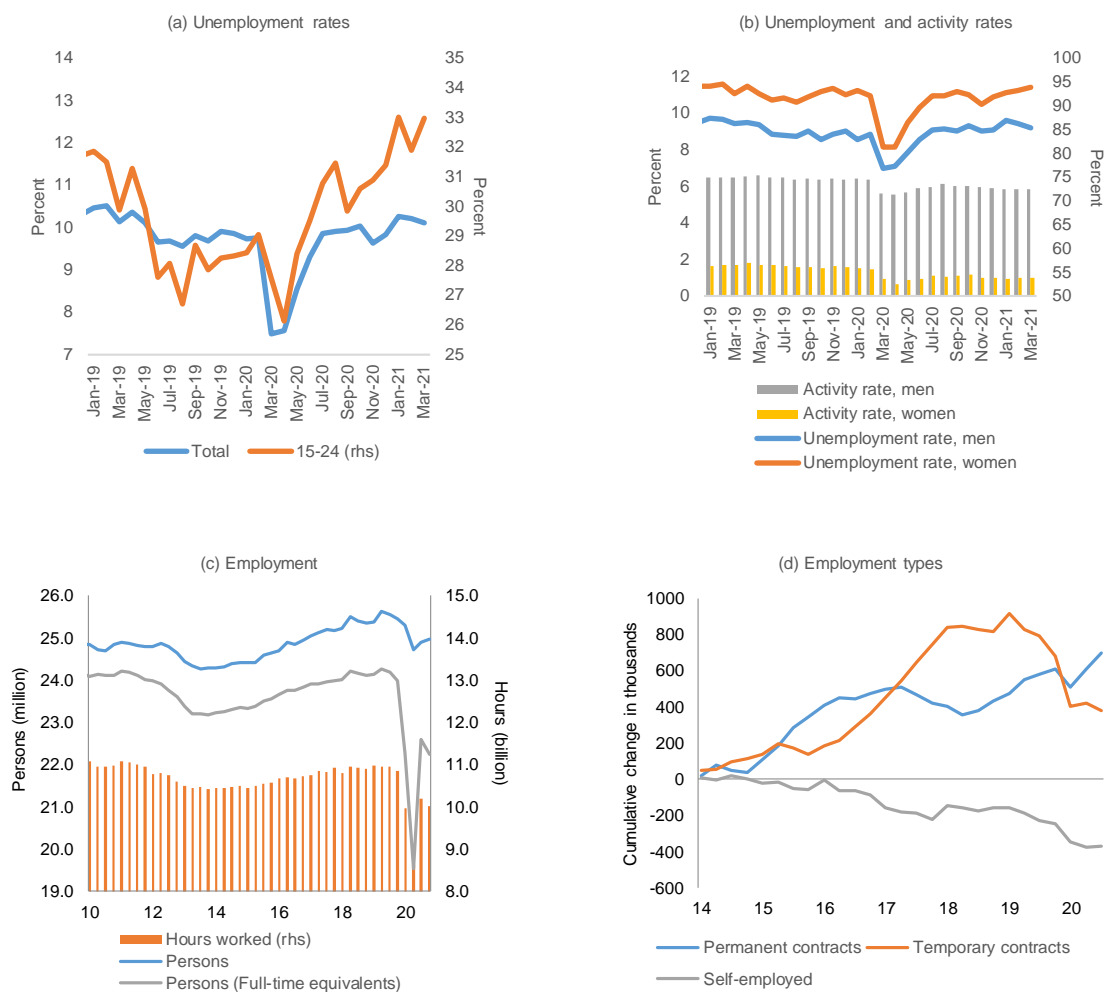 (a) Unemployment rates
14
13
12
11
10
9
8
7
Percent
35
34
33
32
31
30
29
28
27
26
25
Percent
Jan-19
Mar-19
May-19
Jul-19
Sep-19
Nov-19
Jan-20
Mar-20
May-20
Jul-20
Sep-20
Nov-20
Jan-21
Mar-21
Total
15-24 (rhs)
(b) Unemployment and activity rates
12
10
8
6
4
2
0
Percent
100
95
90
85
80
75
70
65
60
55
50
Percent
Jan-19
Mar-19
May-19
Jul-19
Sep-19
Nov-19
Jan-20
Mar-20
May-20
Jul-20
Sep-20
Nov-20
Jan-21
Mar-21
Activity rate, men
Activity rate, women
Unemployment rate, men
Unemployment rate, women
(c) Employment
26.0
25.0
24.0
23.0
22.0
21.0
20.0
19.0
Persons (million)
15.0
14.0
13.0
12.0
11.0
10.0
9.0
8.0
Hours (billion)
10 12 14 16 18 20
Hours worked (rhs)
Persons
Persons (Full-time equivalents)
(d) Employment types
1000
800
600
400
200
0
-200
-400
-600
Cumulative change in thousands
14 15 16 17 18 19 20
Permanent contracts
Temporary contracts
Self-employed